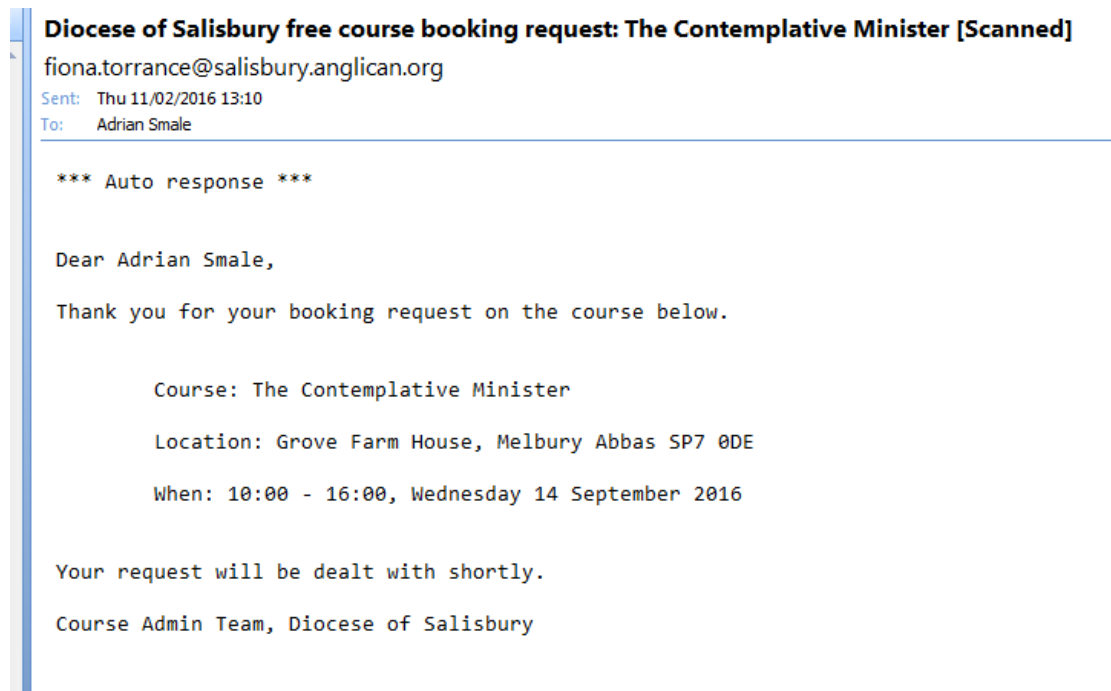 Diocese of Salisbury free course booking request: The Contemplative Minister [Scanned]
fiona.torrance@salisbury.anglican.org
Sent: Thu 11/02/2016 13:10
To: Adrian Smale
*** Auto response ***
Dear Adrian Smale,
Thank you for your booking request on the course below.
Course: The Contemplative Minister
Location: Grove Farm House, Melbury Abbas SP7 0DE
When: 10:00 - 16:00, Wednesday 14 September 2016
Your request will be dealt with shortly.
Course Admin Team, Diocese of Salisbury